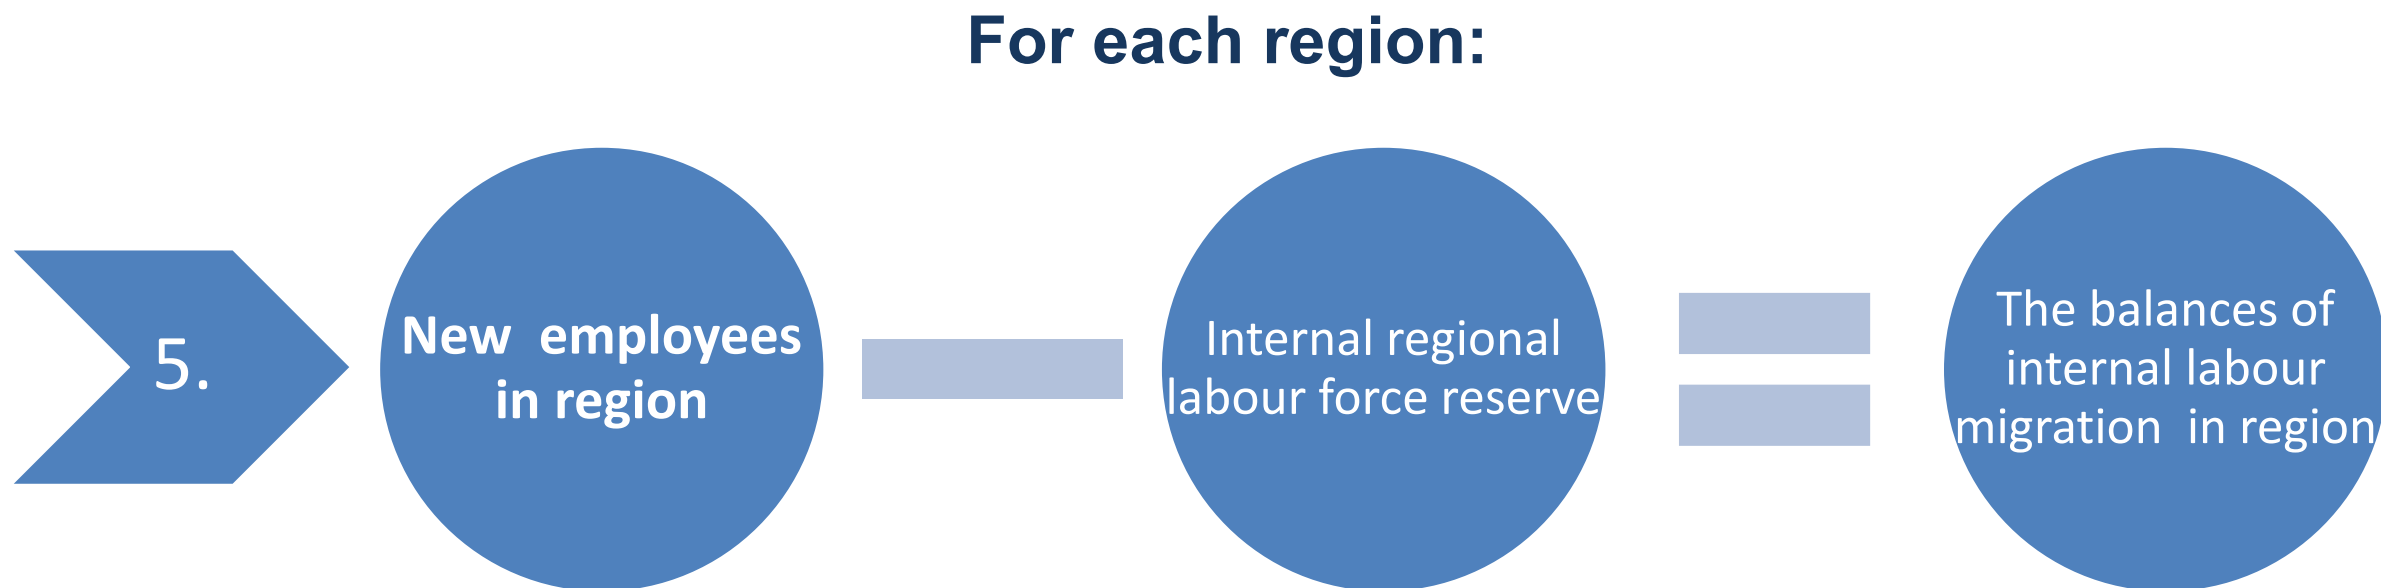 For each region:
5.
New  employees
in region
Internal regional
labour force reserve
The balances of
internal labour
migration  in region